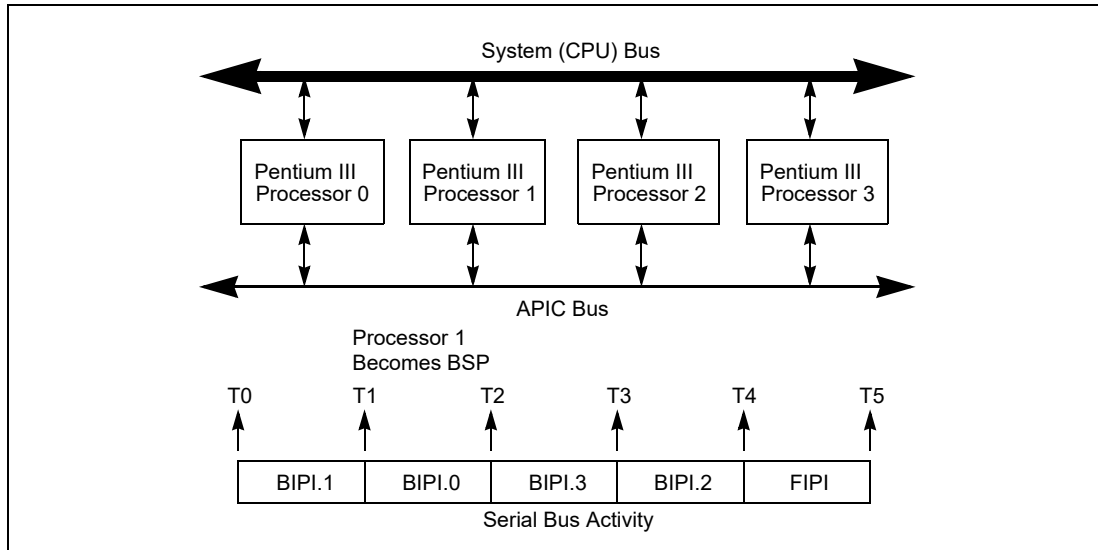 System (CPU) Bus
Pentium III
Processor 0
Pentium III
Processor 1
Pentium III
Processor 2
Pentium III
Processor 3
APIC Bus
Processor 1
Becomes BSP
T0 T1 T2 T3 T4 T5
BIPI.1 BIPI.0 BIPI.3 BIPI.2 FIPI
Serial Bus Activity